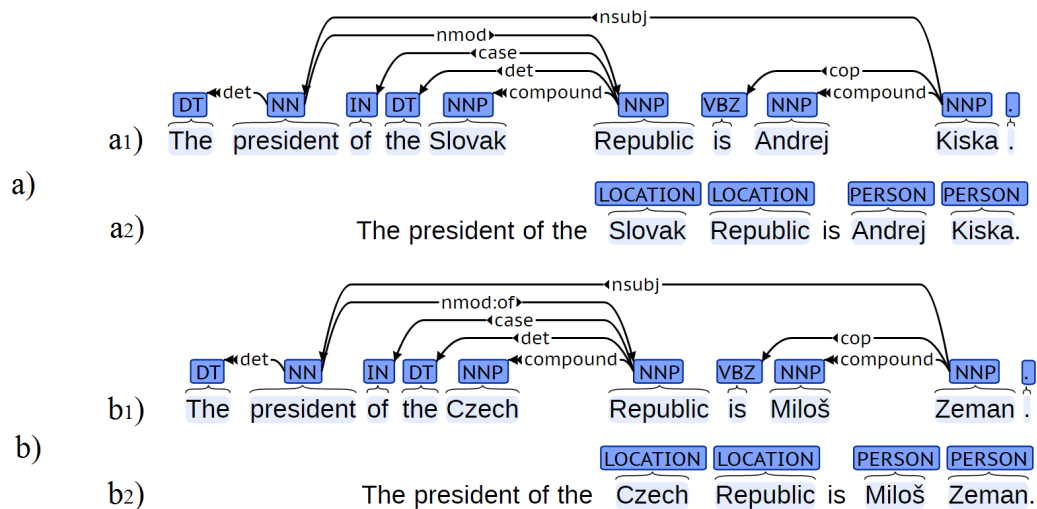 nsubj
nmod
case
det
det compound cop compound
DT NN IN DT NNP NNP VBZ NNP NNP .
a1) The president of the Slovak Republic is Andrej Kiska .
a)
LOCATION LOCATION PERSON PERSON
a2) The president of the Slovak Republic is Andrej Kiska.
nsubj
nmod:of
case
det cop
det compound compound
DT NN IN DT NNP NNP VBZ NNP NNP .
b1) The president of the Czech Republic is Miloš Zeman .
b)
LOCATION LOCATION PERSON PERSON
b2) The president of the Czech Republic is Miloš Zeman.